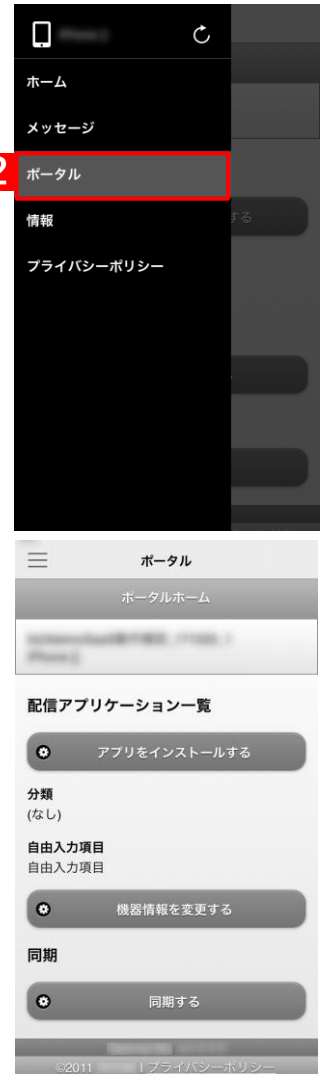 ホーム
メッセージ
2
ポータル
情報
する
プライバシーポリシー
ポータル
ポータルホーム
配信アプリケーション一覧
アプリをインストールする
分類
(なし)
自由入力項目
自由入力項目
機器情報を変更する
同期
同期する
©2011 | プライバシーポリシー